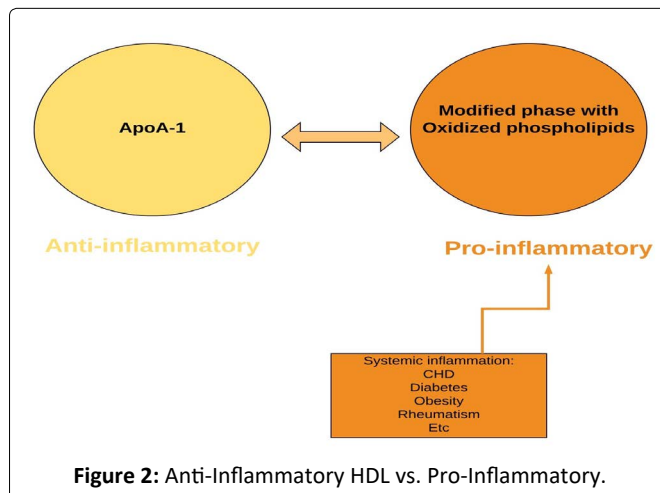 ApoA-1
Modified phase with
Oxidized phospholipids
Anti-inflammatory
Pro-inflammatory
Systemic inflammation:
CHD
Diabetes
Obesity
Rheumatism
Etc
Figure 2: Anti-Inflammatory HDL vs. Pro-Inflammatory.